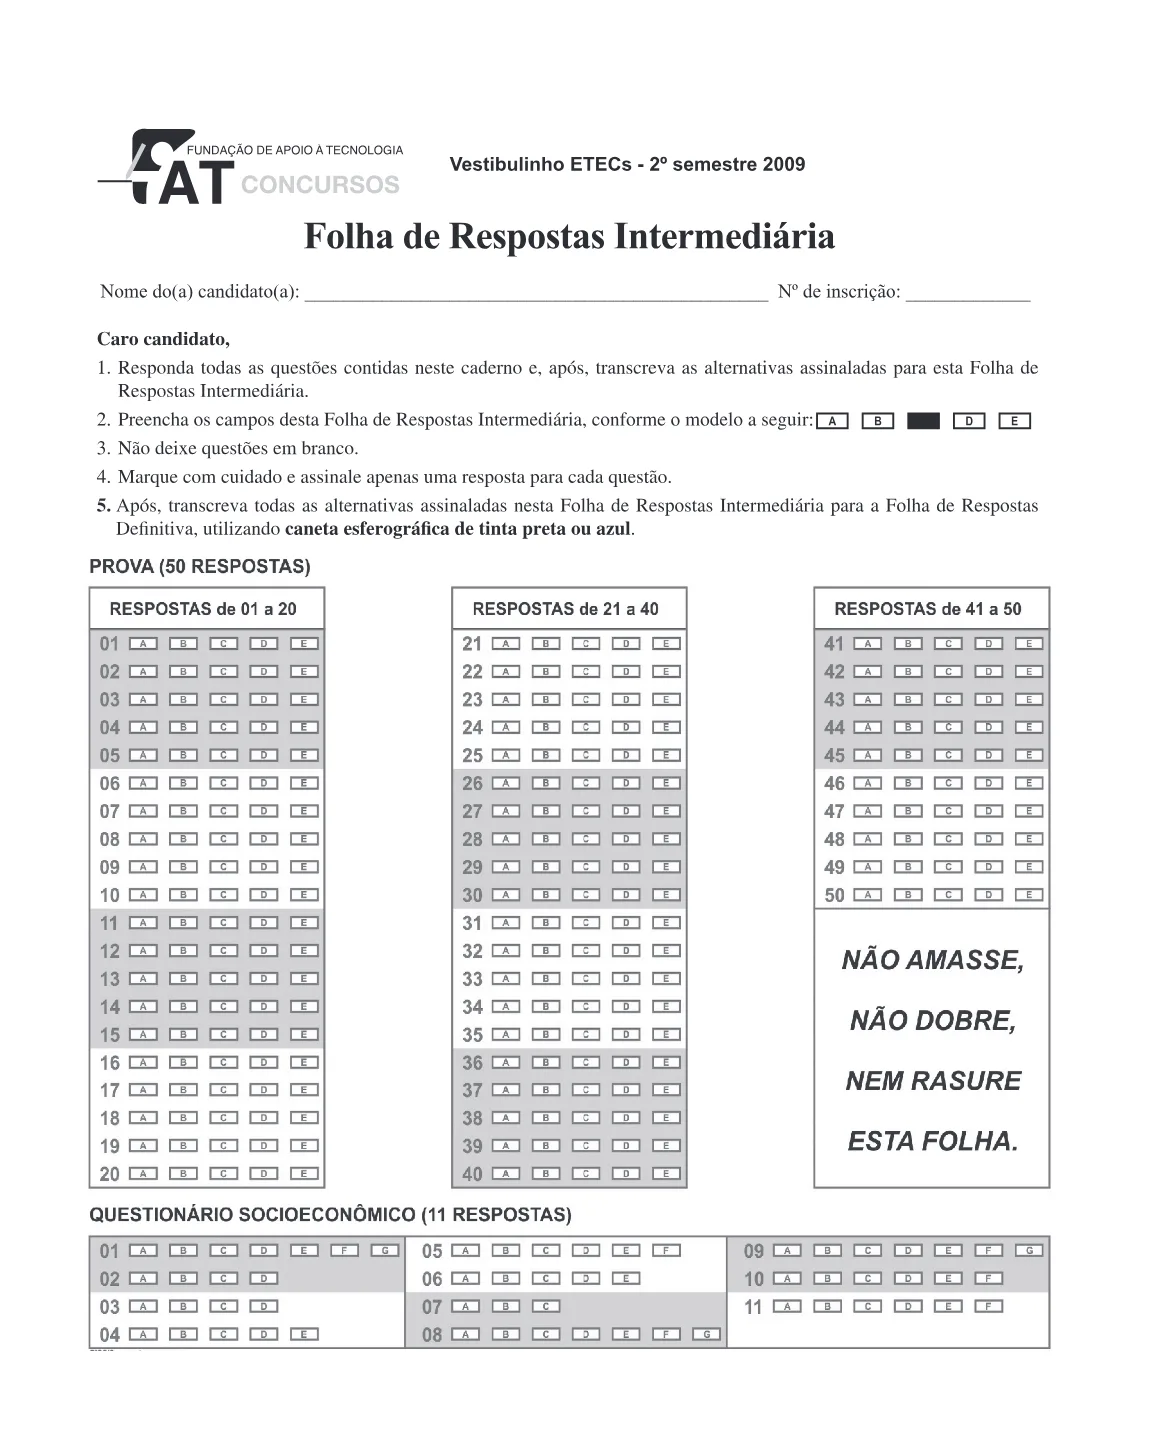 FUNDAÇÃO DE APOIO À TECNOLOGIA
FAT CONCURSOS
Vestibulinho ETECs - 2º semestre 2009
Folha de Respostas Intermediária
Nome do(a) candidato(a): ________________________________________________ Nº de inscrição: _____________
Caro candidato,
1. Responda todas as questões contidas neste caderno e, após, transcreva as alternativas assinaladas para esta Folha de
Respostas Intermediária.
2. Preencha os campos desta Folha de Respostas Intermediária, conforme o modelo a seguir: A B D E
3. Não deixe questões em branco.
4. Marque com cuidado e assinale apenas uma resposta para cada questão.
5. Após, transcreva todas as alternativas assinaladas nesta Folha de Respostas Intermediária para a Folha de Respostas
Definitiva, utilizando caneta esferográfica de tinta preta ou azul.
PROVA (50 RESPOSTAS)
RESPOSTAS de 01 a 20
01 A B C D E
02 A B C D E
03 A B C D E
04 A B C D E
05 A B C D E
06 A B C D E
07 A B C D E
08 A B C D E
09 A B C D E
10 A B C D E
11 A B C D E
12 A B C D E
13 A B C D E
14 A B C D E
15 A B C D E
16 A B C D E
17 A B C D E
18 A B C D E
19 A B C D E
20 A B C D E
RESPOSTAS de 21 a 40
21 A B C D E
22 A B C D E
23 A B C D E
24 A B C D E
25 A B C D E
26 A B C D E
27 A B C D E
28 A B C D E
29 A B C D E
30 A B C D E
31 A B C D E
32 A B C D E
33 A B C D E
34 A B C D E
35 A B C D E
36 A B C D E
37 A B C D E
38 A B C D E
39 A B C D E
40 A B C D E
RESPOSTAS de 41 a 50
41 A B C D E
42 A B C D E
43 A B C D E
44 A B C D E
45 A B C D E
46 A B C D E
47 A B C D E
48 A B C D E
49 A B C D E
50 A B C D E
NÃO AMASSE,
NÃO DOBRE,
NEM RASURE
ESTA FOLHA.
QUESTIONÁRIO SOCIOECONÔMICO (11 RESPOSTAS)
01 A B C D E F G
02 A B C D
03 A B C D
04 A B C D E
05 A B C D E F
06 A B C D E
07 A B C
08 A B C D E F G
09 A B C D E F G
10 A B C D E F
11 A B C D E F